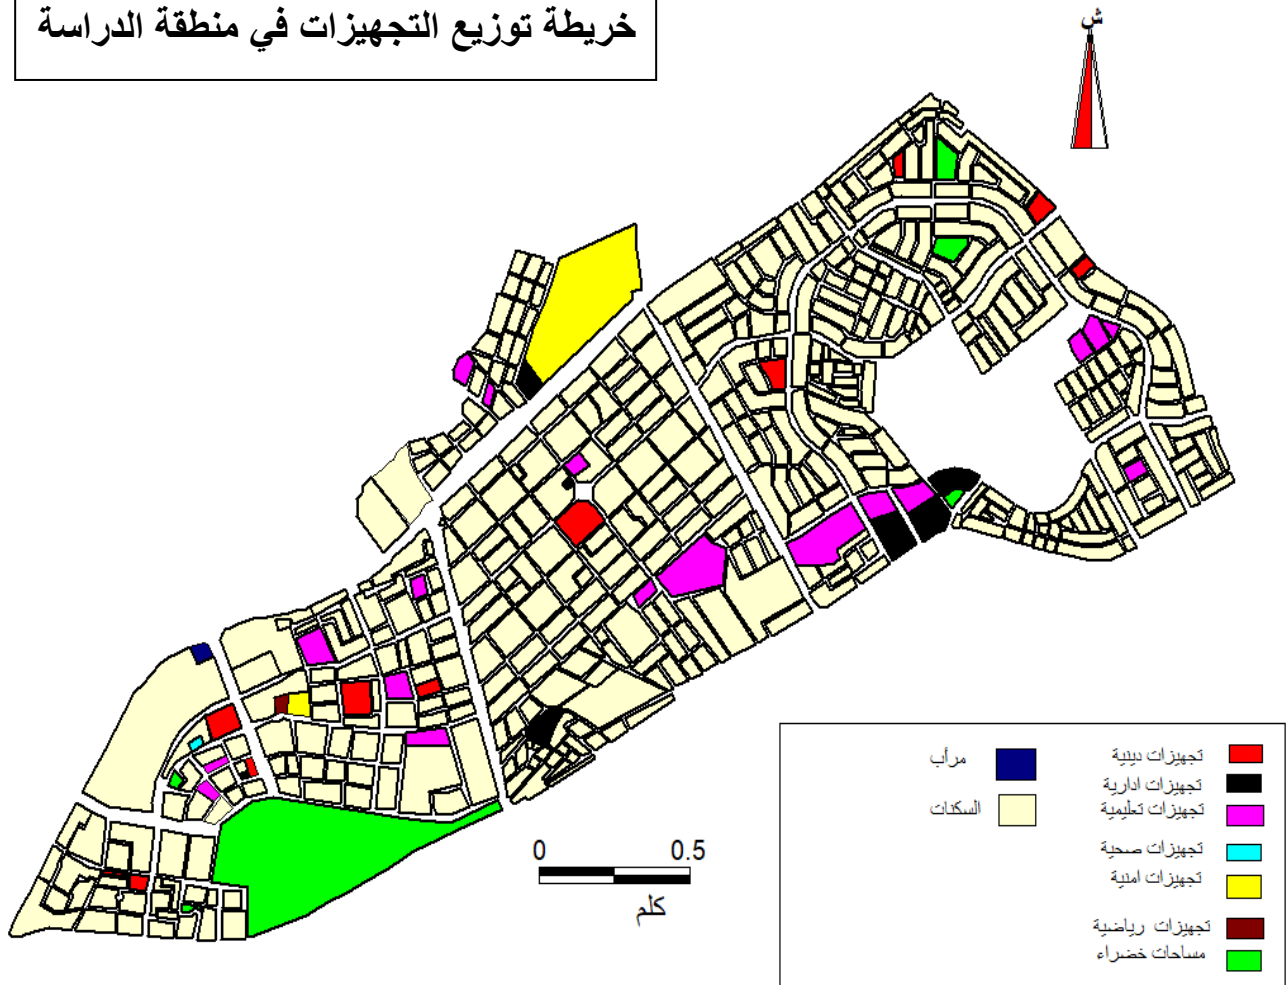 خريطة توزيع التجهيزات في منطقة الدراسة
ش
تجهيزات دينية
تجهيزات ادارية
تجهيزات تعليمية
تجهيزات صحية
تجهيزات امنية
تجهيزات رياضية
مساحات خضراء
مرأب
السكنات
0 0.5
كلم